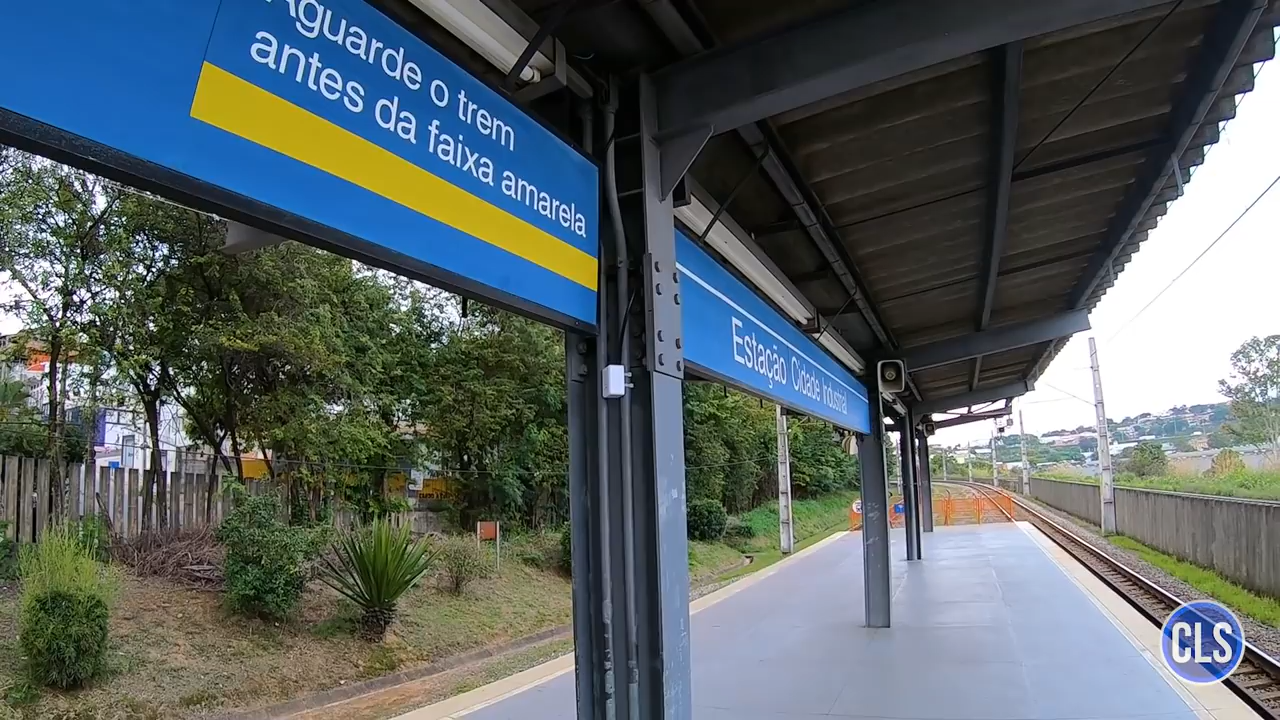 Aguarde o trem
antes da faixa amarela
Estação Cidade Industrial
CLS